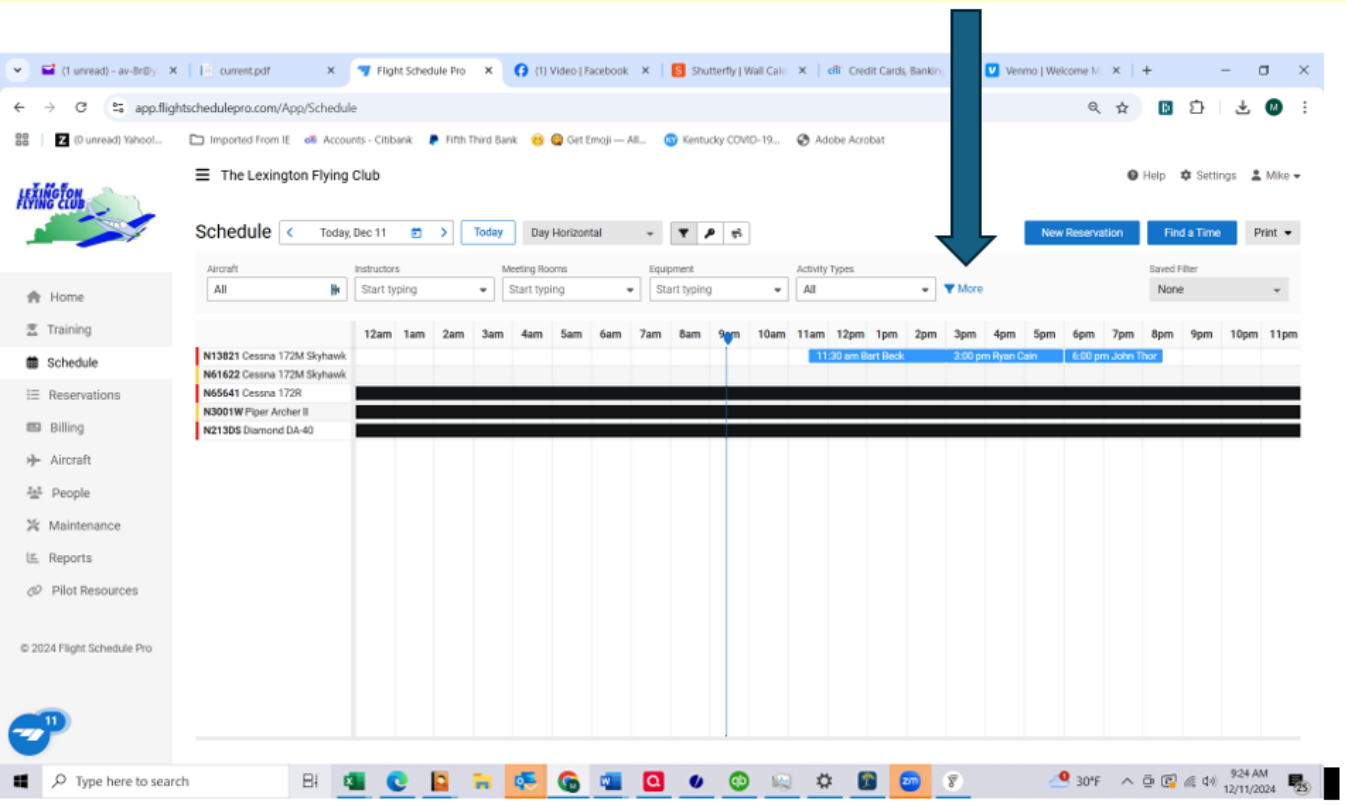 (1 unread) - av-8r@y
current.pdf
Flight Schedule Pro
(1) Video | Facebook
Shutterfly | Wall Cale
citi Credit Cards, Banking
Venmo | Welcome M
app.flightschedulepro.com/App/Schedule
(0 unread) Yahoo!...
Imported From IE
Accounts - Citibank
Fifth Third Bank
Get Emoji — All...
Kentucky COVID-19...
Adobe Acrobat
LEXINGTON
FLYING CLUB
The Lexington Flying Club
Help
Settings
Mike
Schedule
Today, Dec 11
Today
Day Horizontal
New Reservation
Find a Time
Print
Aircraft
Instructors
Meeting Rooms
Equipment
Activity Types
Saved Filter
All
Start typing
Start typing
Start typing
All
More
None
Home
Training
Schedule
Reservations
Billing
Aircraft
People
Maintenance
Reports
Pilot Resources
© 2024 Flight Schedule Pro
11
12am 1am 2am 3am 4am 5am 6am 7am 8am 10am 11am 12pm 1pm 2pm 3pm 4pm 5pm 6pm 7pm 8pm 9pm 10pm 11pm
N13821 Cessna 172M Skyhawk
11:30 am Bart Beck
3:00 pm Ryan Cain
6:00 pm John Thor
N61622 Cessna 172M Skyhawk
N65641 Cessna 172R
N3001W Piper Archer II
N213DS Diamond DA-40
Type here to search
30°F
9:24 AM
12/11/2024
25